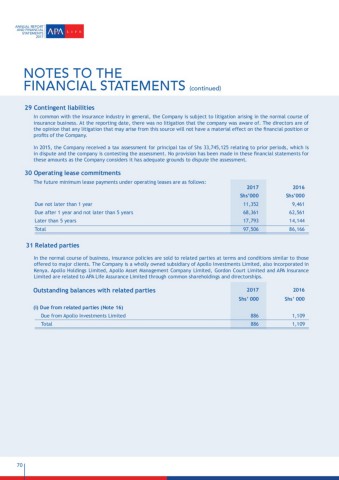 ANNUAL REPORT
AND FINANCIAL
STATEMENTS
2017
APA LIFE
NOTES TO THE
FINANCIAL STATEMENTS (continued)
29 Contingent liabilities
In common with the insurance industry in general, the Company is subject to litigation arising in the normal course of
insurance business. At the reporting date, there was no litigation that the company was aware of. The directors are of
the opinion that any litigation that may arise from this source will not have a material effect on the financial position or
profits of the Company.
In 2015, the Company received a tax assessment for principal tax of Shs 33,745,125 relating to prior periods, which is
in dispute and the company is contesting the assessment. No provision has been made in these financial statements for
these amounts as the Company considers it has adequate grounds to dispute the assessment.
30 Operating lease commitments
The future minimum lease payments under operating leases are as follows:
2017 2016
Shs'000 Shs'000
Due not later than 1 year 11,352 9,461
Due after 1 year and not later than 5 years 68,361 62,561
Later than 5 years 17,793 14,144
Total 97,506 86,166
31 Related parties
In the normal course of business, insurance policies are sold to related parties at terms and conditions similar to those
offered to major clients. The Company is a wholly owned subsidiary of Apollo Investments Limited, also incorporated in
Kenya. Apollo Holdings Limited, Apollo Asset Management Company Limited, Gordon Court Limited and APA Insurance
Limited are related to APA Life Assurance Limited through common shareholdings and directorships.
Outstanding balances with related parties 2017 2016
Shs' 000 Shs' 000
(i) Due from related parties (Note 16)
Due from Apollo Investments Limited 886 1,109
Total 886 1,109
70